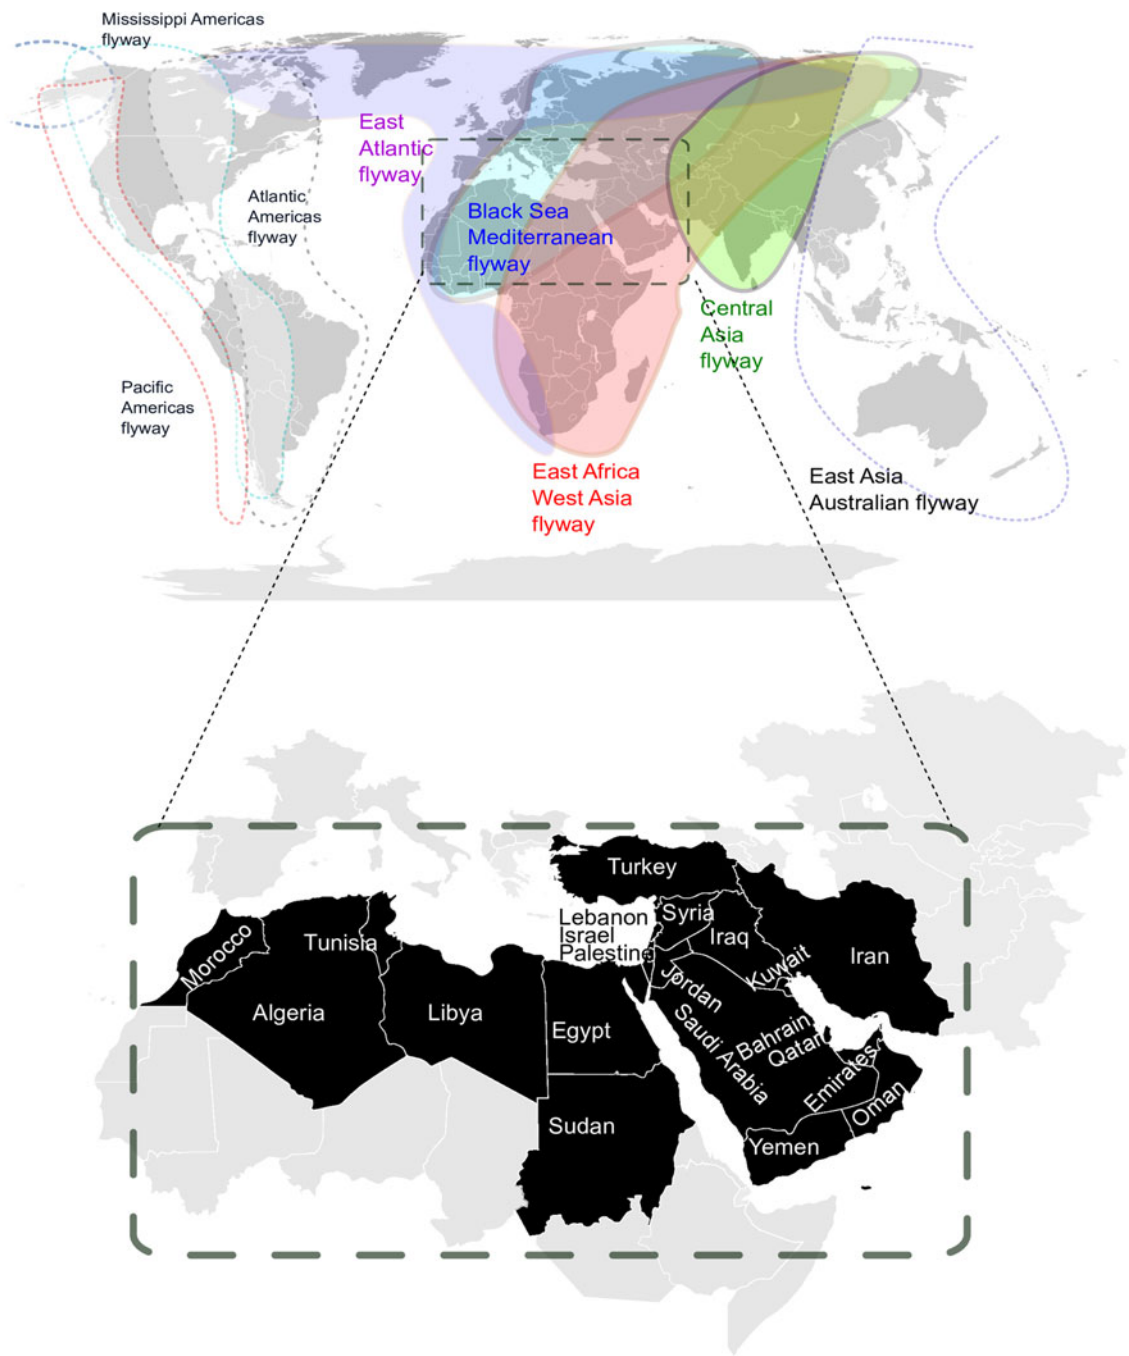 Mississippi Americas
flyway
East
Atlantic
flyway
Atlantic
Americas
flyway
Black Sea
Mediterranean
flyway
Central
Asia
flyway
Pacific
Americas
flyway
East Africa
West Asia
flyway
East Asia
Australian flyway
Turkey
Lebanon
Israel
Palestine
Syria
Iraq
Iran
Morocco
Tunisia
Kuwait
Jordan
Algeria
Libya
Egypt
Saudi Arabia
Bahrain
Qatar
Emirates
Oman
Sudan
Yemen